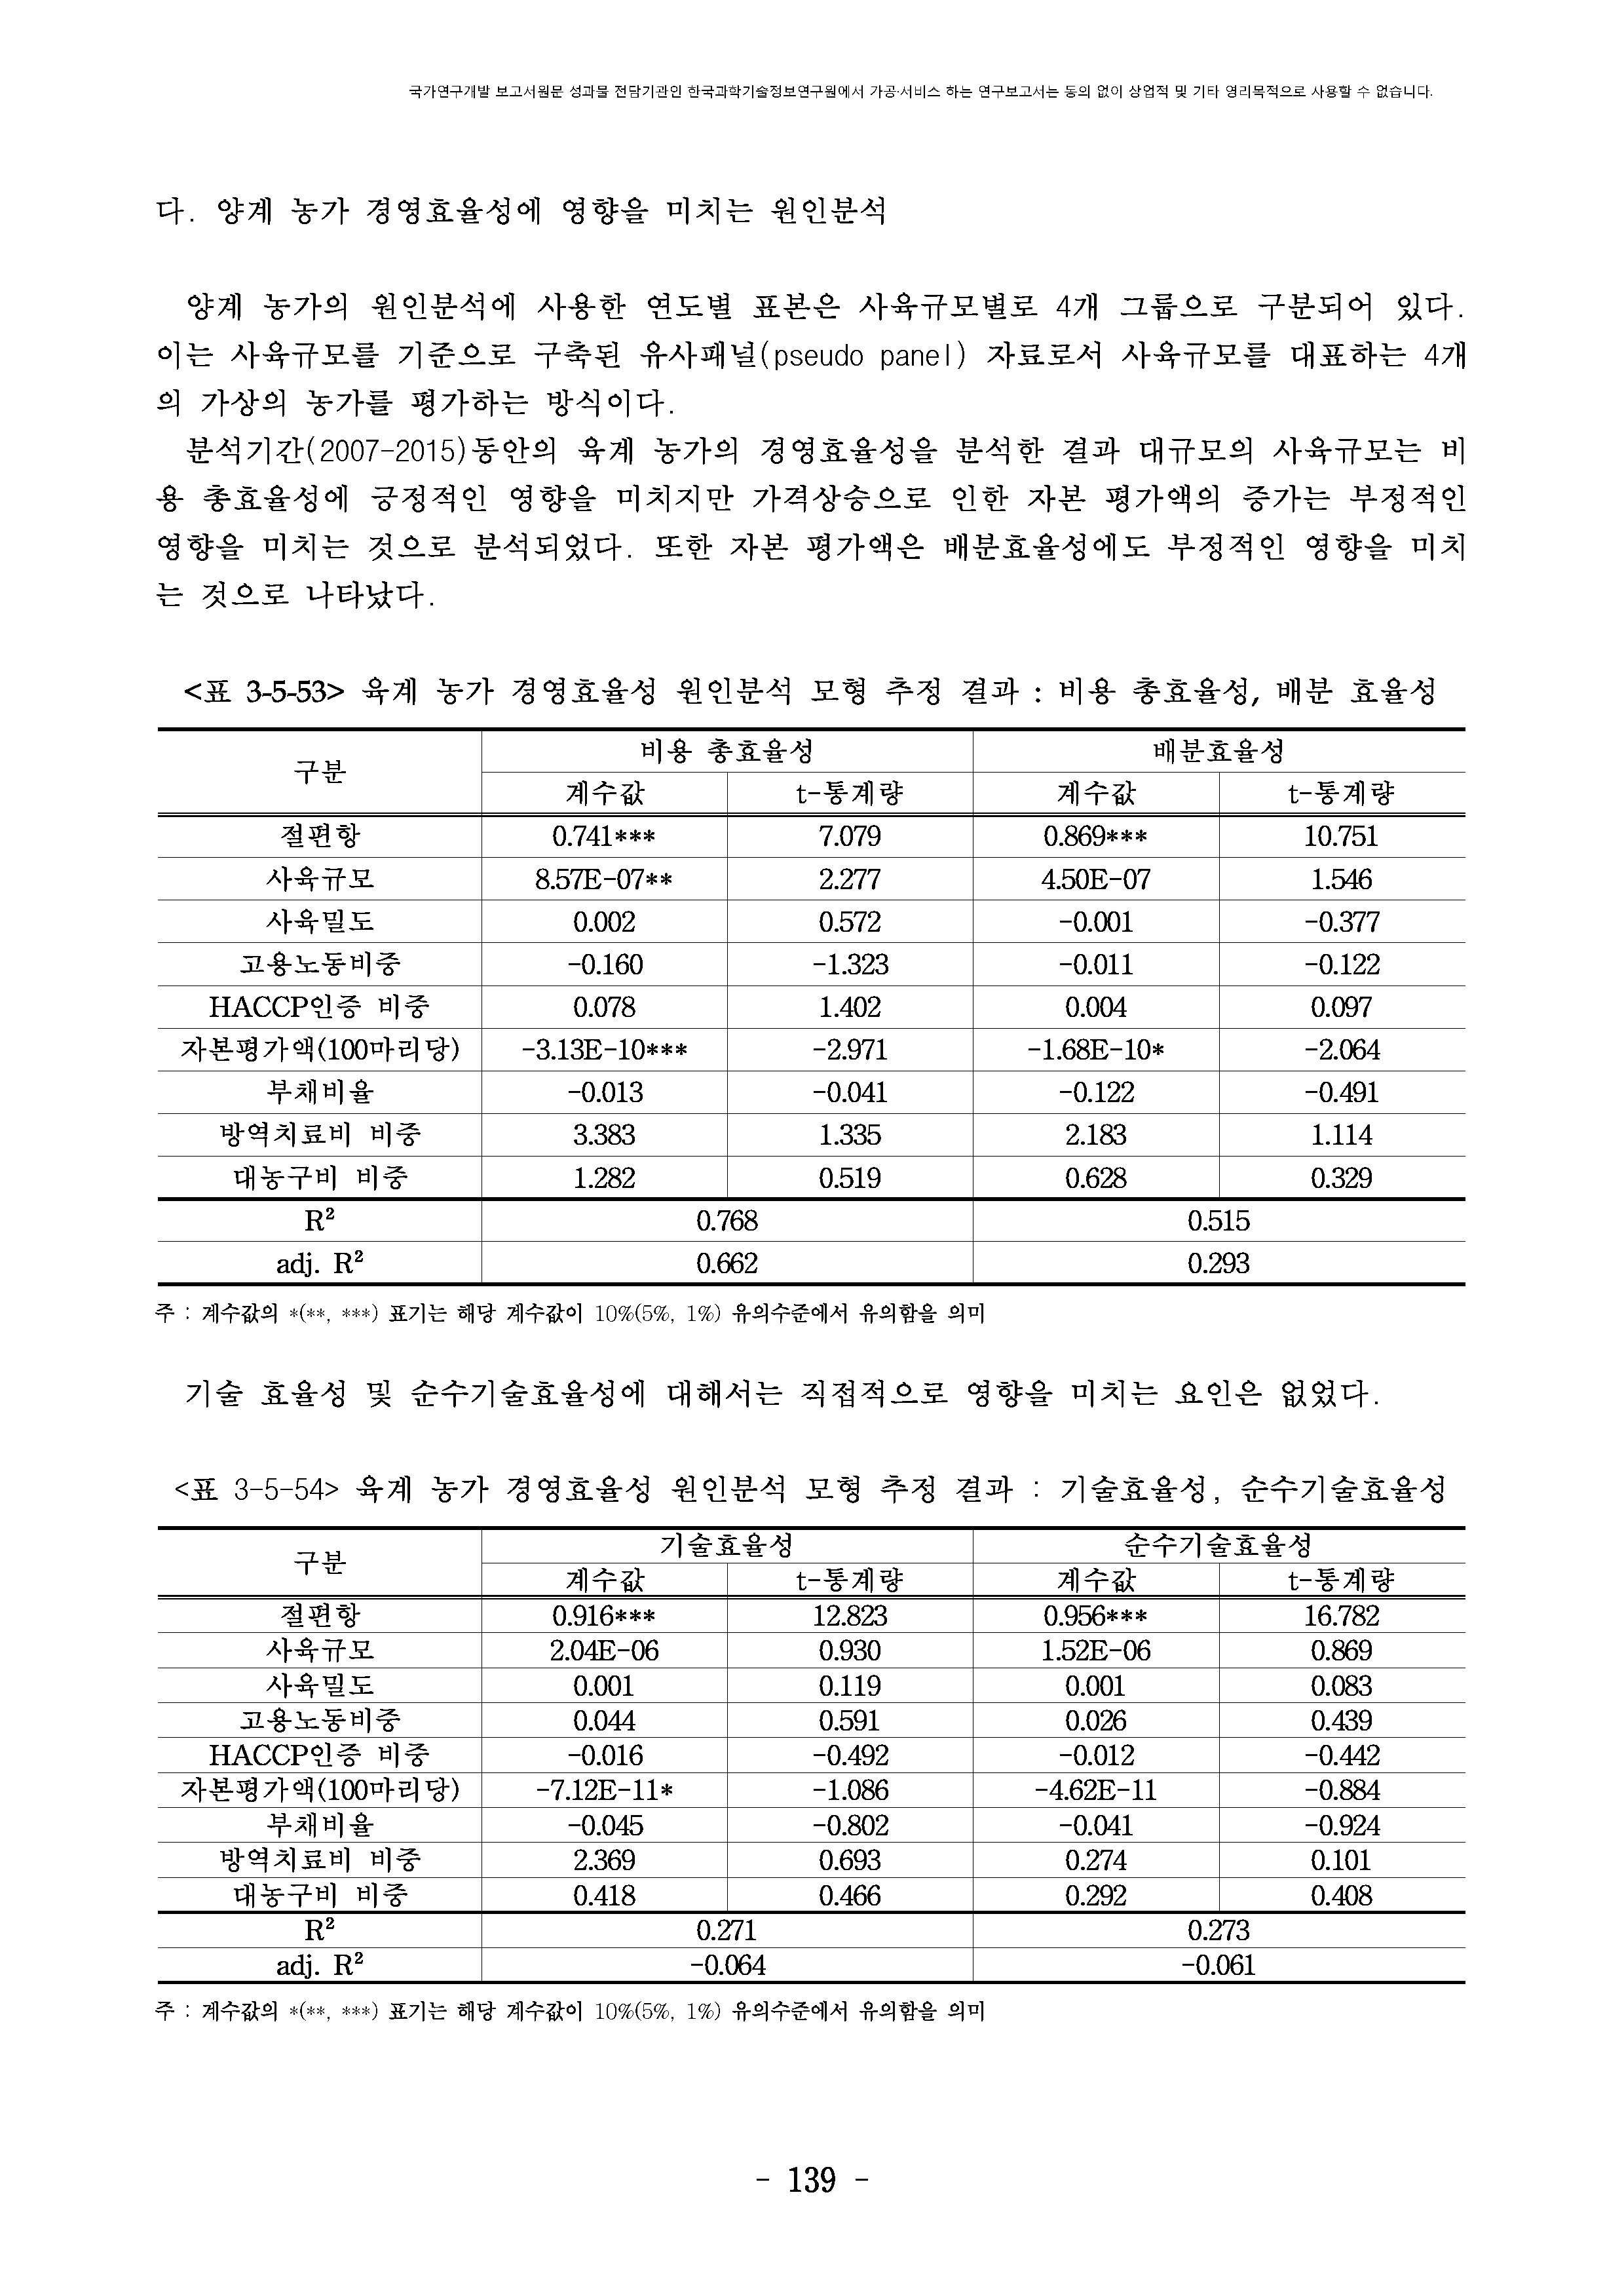 국가연구개발 보고서원문 성과물 전담기관인 한국과학기술정보연구원에서 가공·서비스 하는 연구보고서는 동의 없이 상업적 및 기타 영리목적으로 사용할 수 없습니다.
다. 양계 농가 경영효율성에 영향을 미치는 원인분석
양계 농가의 원인분석에 사용한 연도별 표본은 사육규모별로 4개 그룹으로 구분되어 있다.
이는 사육규모를 기준으로 구축된 유사패널(pseudo panel) 자료로서 사육규모를 대표하는 4개
의 가상의 농가를 평가하는 방식이다.
분석기간(2007-2015)동안의 육계 농가의 경영효율성을 분석한 결과 대규모의 사육규모는 비
용 총효율성에 긍정적인 영향을 미치지만 가격상승으로 인한 자본 평가액의 증가는 부정적인
영향을 미치는 것으로 분석되었다. 또한 자본 평가액은 배분효율성에도 부정적인 영향을 미치
는 것으로 나타났다.
<표 3-5-53> 육계 농가 경영효율성 원인분석 모형 추정 결과 : 비용 총효율성, 배분 효율성
구분 비용 총효율성 배분효율성
계수값 t-통계량 계수값 t-통계량
절편항 0.741*** 7.079 0.869*** 10.751
사육규모 8.57E-07** 2.277 4.50E-07 1.546
사육밀도 0.002 0.572 -0.001 -0.377
고용노동비중 -0.160 -1.323 -0.011 -0.122
HACCP인증 비중 0.078 1.402 0.004 0.097
자본평가액(100마리당) -3.13E-10*** -2.971 -1.68E-10* -2.064
부채비율 -0.013 -0.041 -0.122 -0.491
방역치료비 비중 3.383 1.335 2.183 1.114
대농구비 비중 1.282 0.519 0.628 0.329
R² 0.768 0.515
adj. R² 0.662 0.293
주 : 계수값의 *(**, ***) 표기는 해당 계수값이 10%(5%, 1%) 유의수준에서 유의함을 의미
기술 효율성 및 순수기술효율성에 대해서는 직접적으로 영향을 미치는 요인은 없었다.
<표 3-5-54> 육계 농가 경영효율성 원인분석 모형 추정 결과 : 기술효율성, 순수기술효율성
구분 기술효율성 순수기술효율성
계수값 t-통계량 계수값 t-통계량
절편항 0.916*** 12.823 0.956*** 16.782
사육규모 2.04E-06 0.930 1.52E-06 0.869
사육밀도 0.001 0.119 0.001 0.083
고용노동비중 0.044 0.591 0.026 0.439
HACCP인증 비중 -0.016 -0.492 -0.012 -0.442
자본평가액(100마리당) -7.12E-11* -1.086 -4.62E-11 -0.884
부채비율 -0.045 -0.802 -0.041 -0.924
방역치료비 비중 2.369 0.693 0.274 0.101
대농구비 비중 0.418 0.466 0.292 0.408
R² 0.271 0.273
adj. R² -0.064 -0.061
주 : 계수값의 *(**, ***) 표기는 해당 계수값이 10%(5%, 1%) 유의수준에서 유의함을 의미
- 139 -